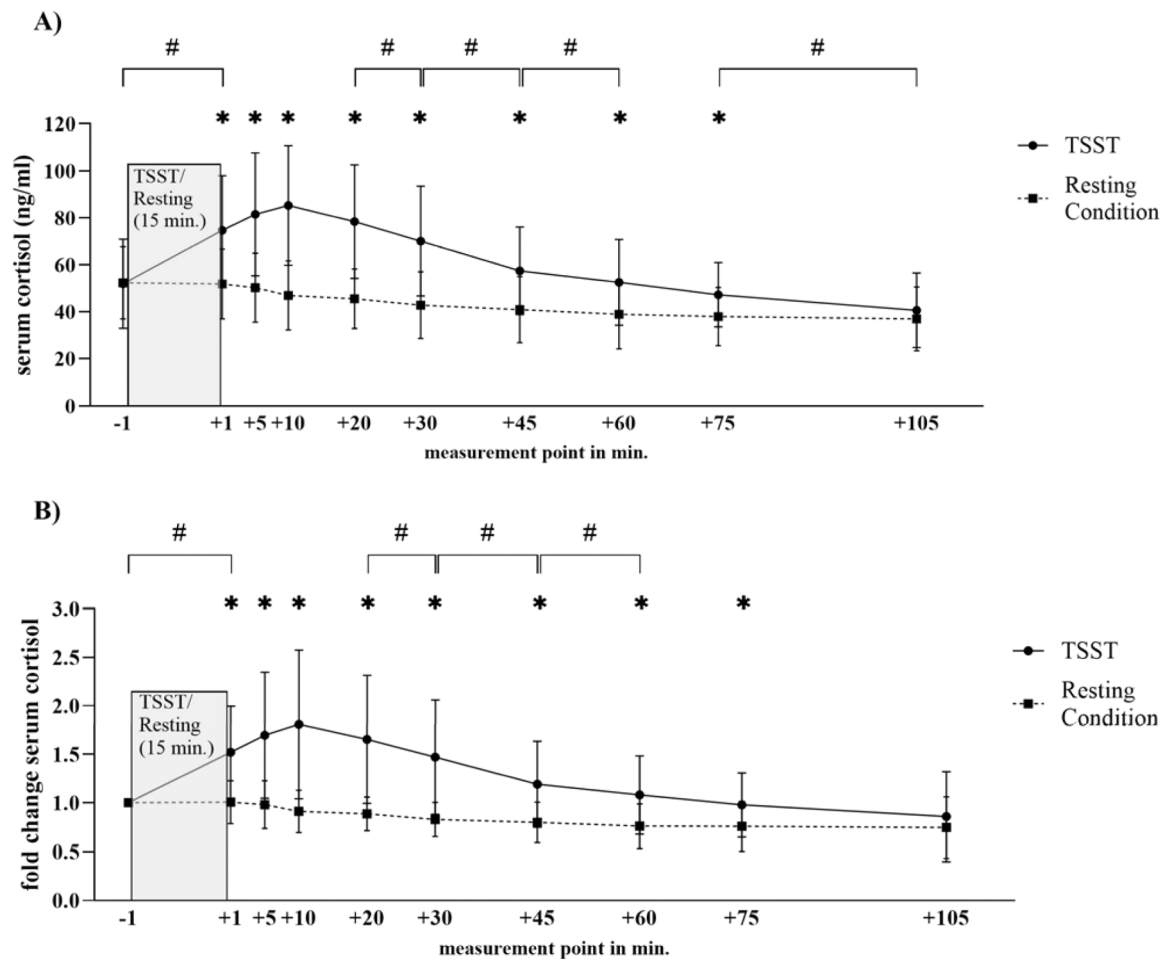 A)
# # # # #
* * * * * * * *
serum cortisol (ng/ml)
120
100
80
60
40
20
0
TSST/
Resting
(15 min.)
-1 +1 +5 +10 +20 +30 +45 +60 +75 +105
measurement point in min.
TSST
Resting
Condition
B)
# # # #
* * * * * * * *
fold change serum cortisol
3.0
2.5
2.0
1.5
1.0
0.5
0.0
TSST/
Resting
(15 min.)
-1 +1 +5 +10 +20 +30 +45 +60 +75 +105
measurement point in min.
TSST
Resting
Condition